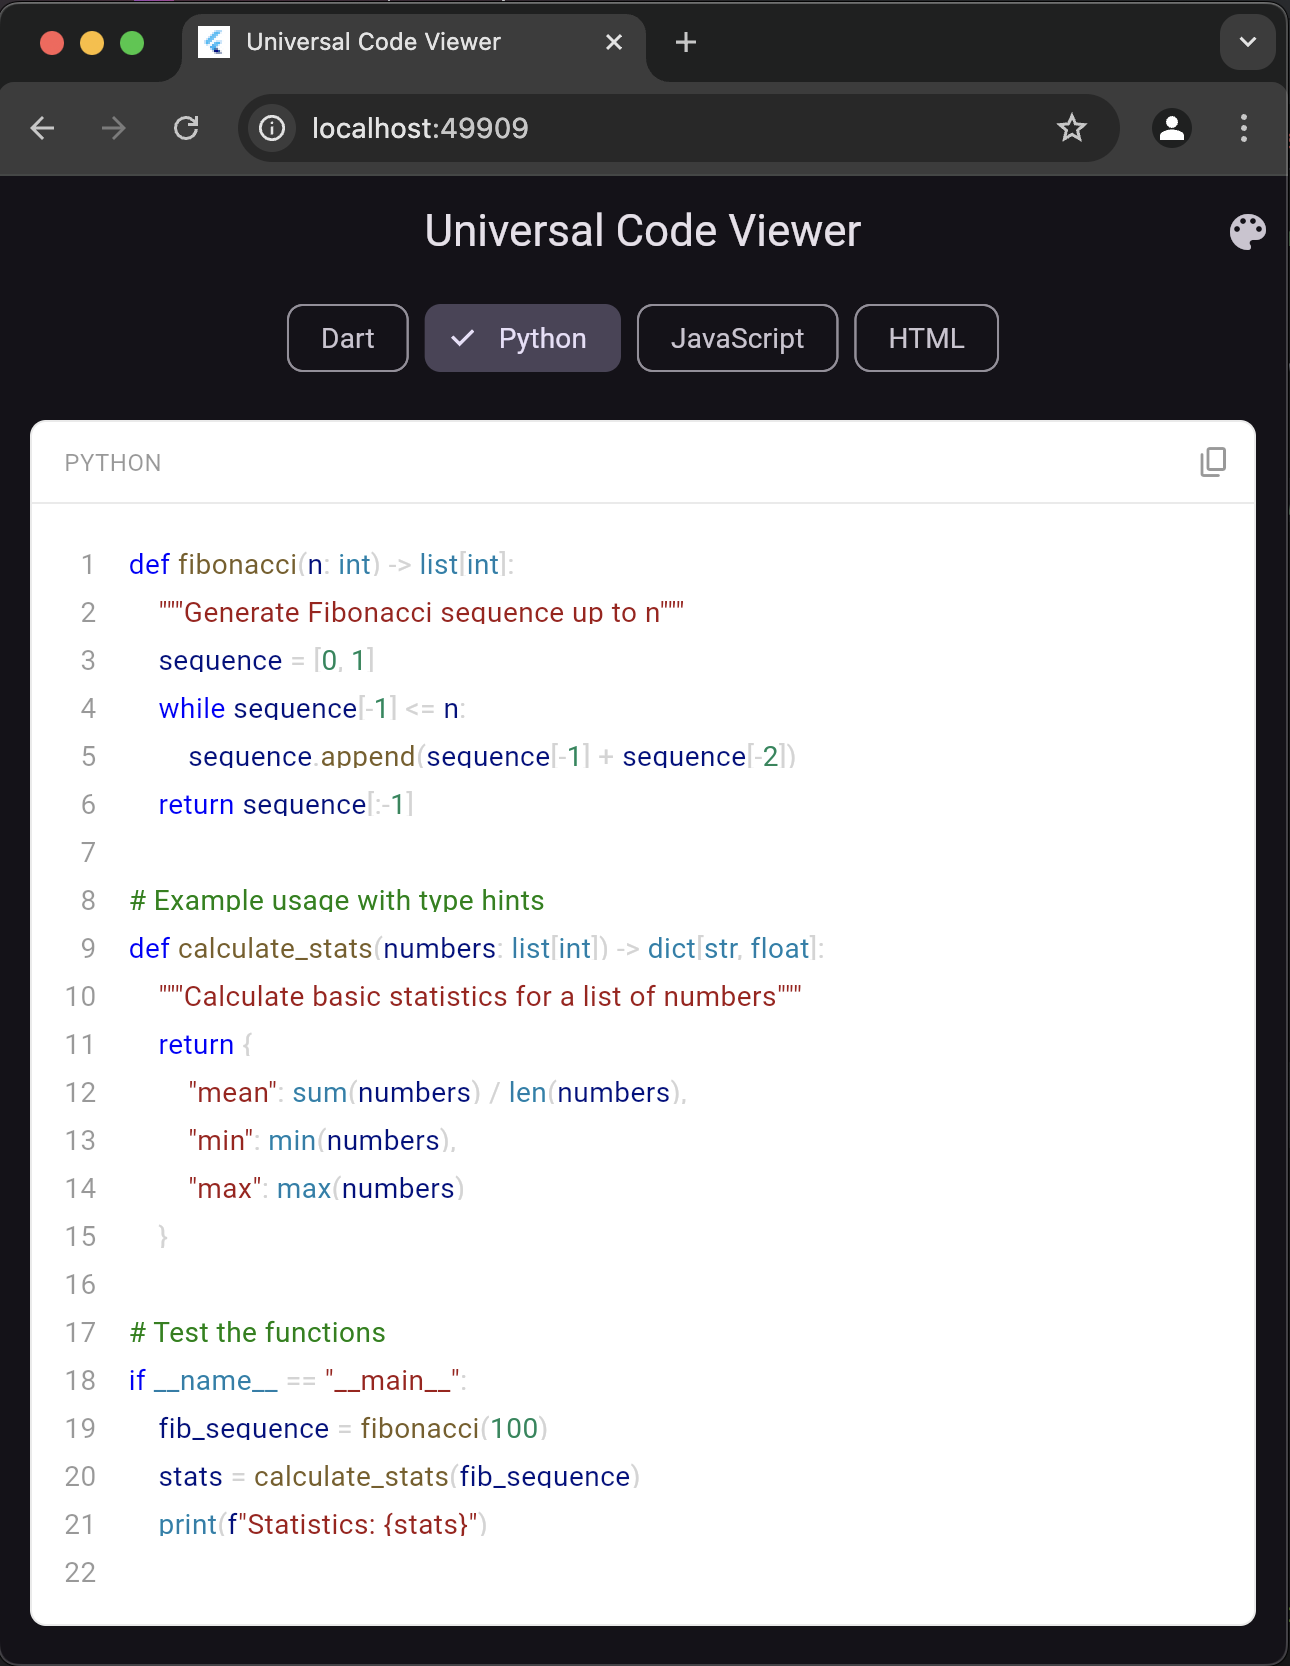 Universal Code Viewer
localhost:49909
Universal Code Viewer
Dart Python JavaScript HTML
PYTHON
1 def fibonacci(n: int) -> list[int]:
2     """Generate Fibonacci sequence up to n"""
3     sequence = [0, 1]
4     while sequence[-1] <= n:
5         sequence.append(sequence[-1] + sequence[-2])
6     return sequence[:-1]
7
8 # Example usage with type hints
9 def calculate_stats(numbers: list[int]) -> dict[str, float]:
10     """Calculate basic statistics for a list of numbers"""
11     return {
12         "mean": sum(numbers) / len(numbers),
13         "min": min(numbers),
14         "max": max(numbers)
15     }
16
17 # Test the functions
18 if __name__ == "__main__":
19     fib_sequence = fibonacci(100)
20     stats = calculate_stats(fib_sequence)
21     print(f"Statistics: {stats}")
22